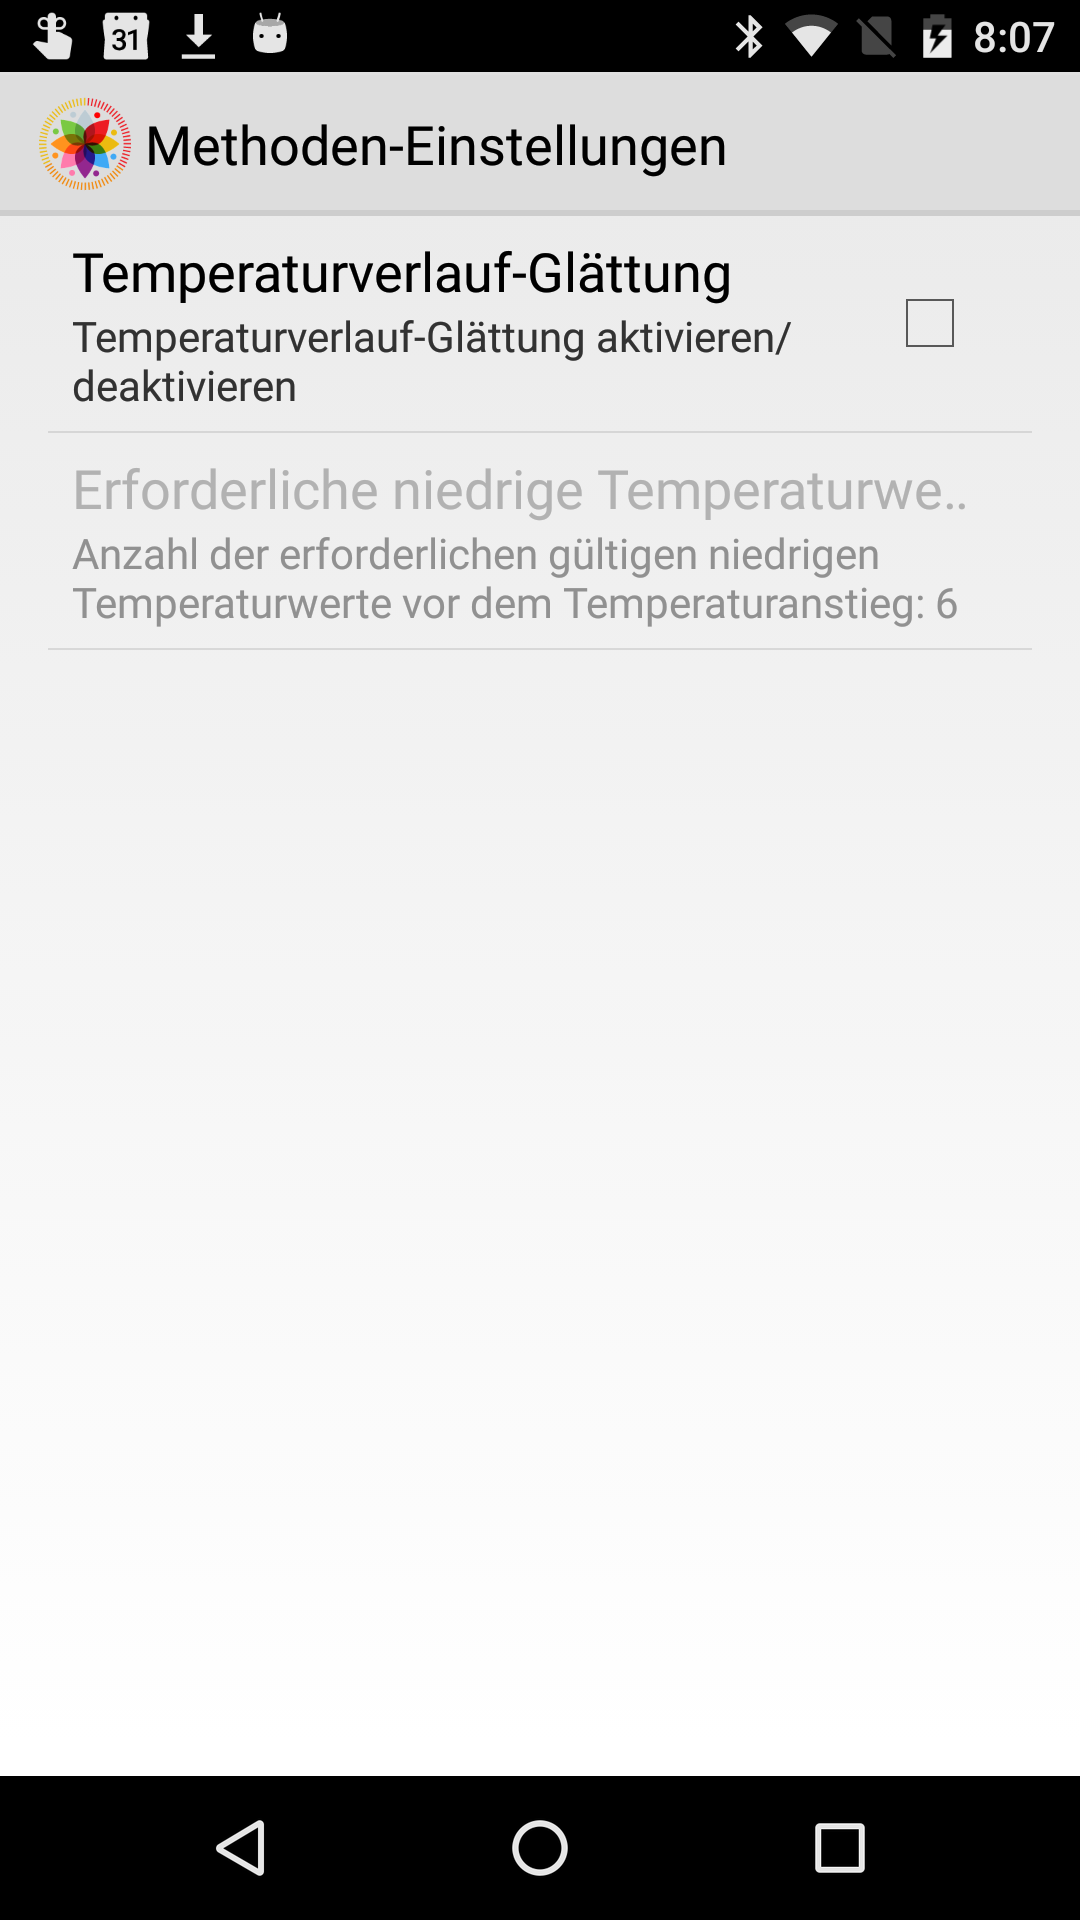 31
8:07
Methoden-Einstellungen
Temperaturverlauf-Glättung
Temperaturverlauf-Glättung aktivieren/
deaktivieren
Erforderliche niedrige Temperaturwe..
Anzahl der erforderlichen gültigen niedrigen
Temperaturwerte vor dem Temperaturanstieg: 6